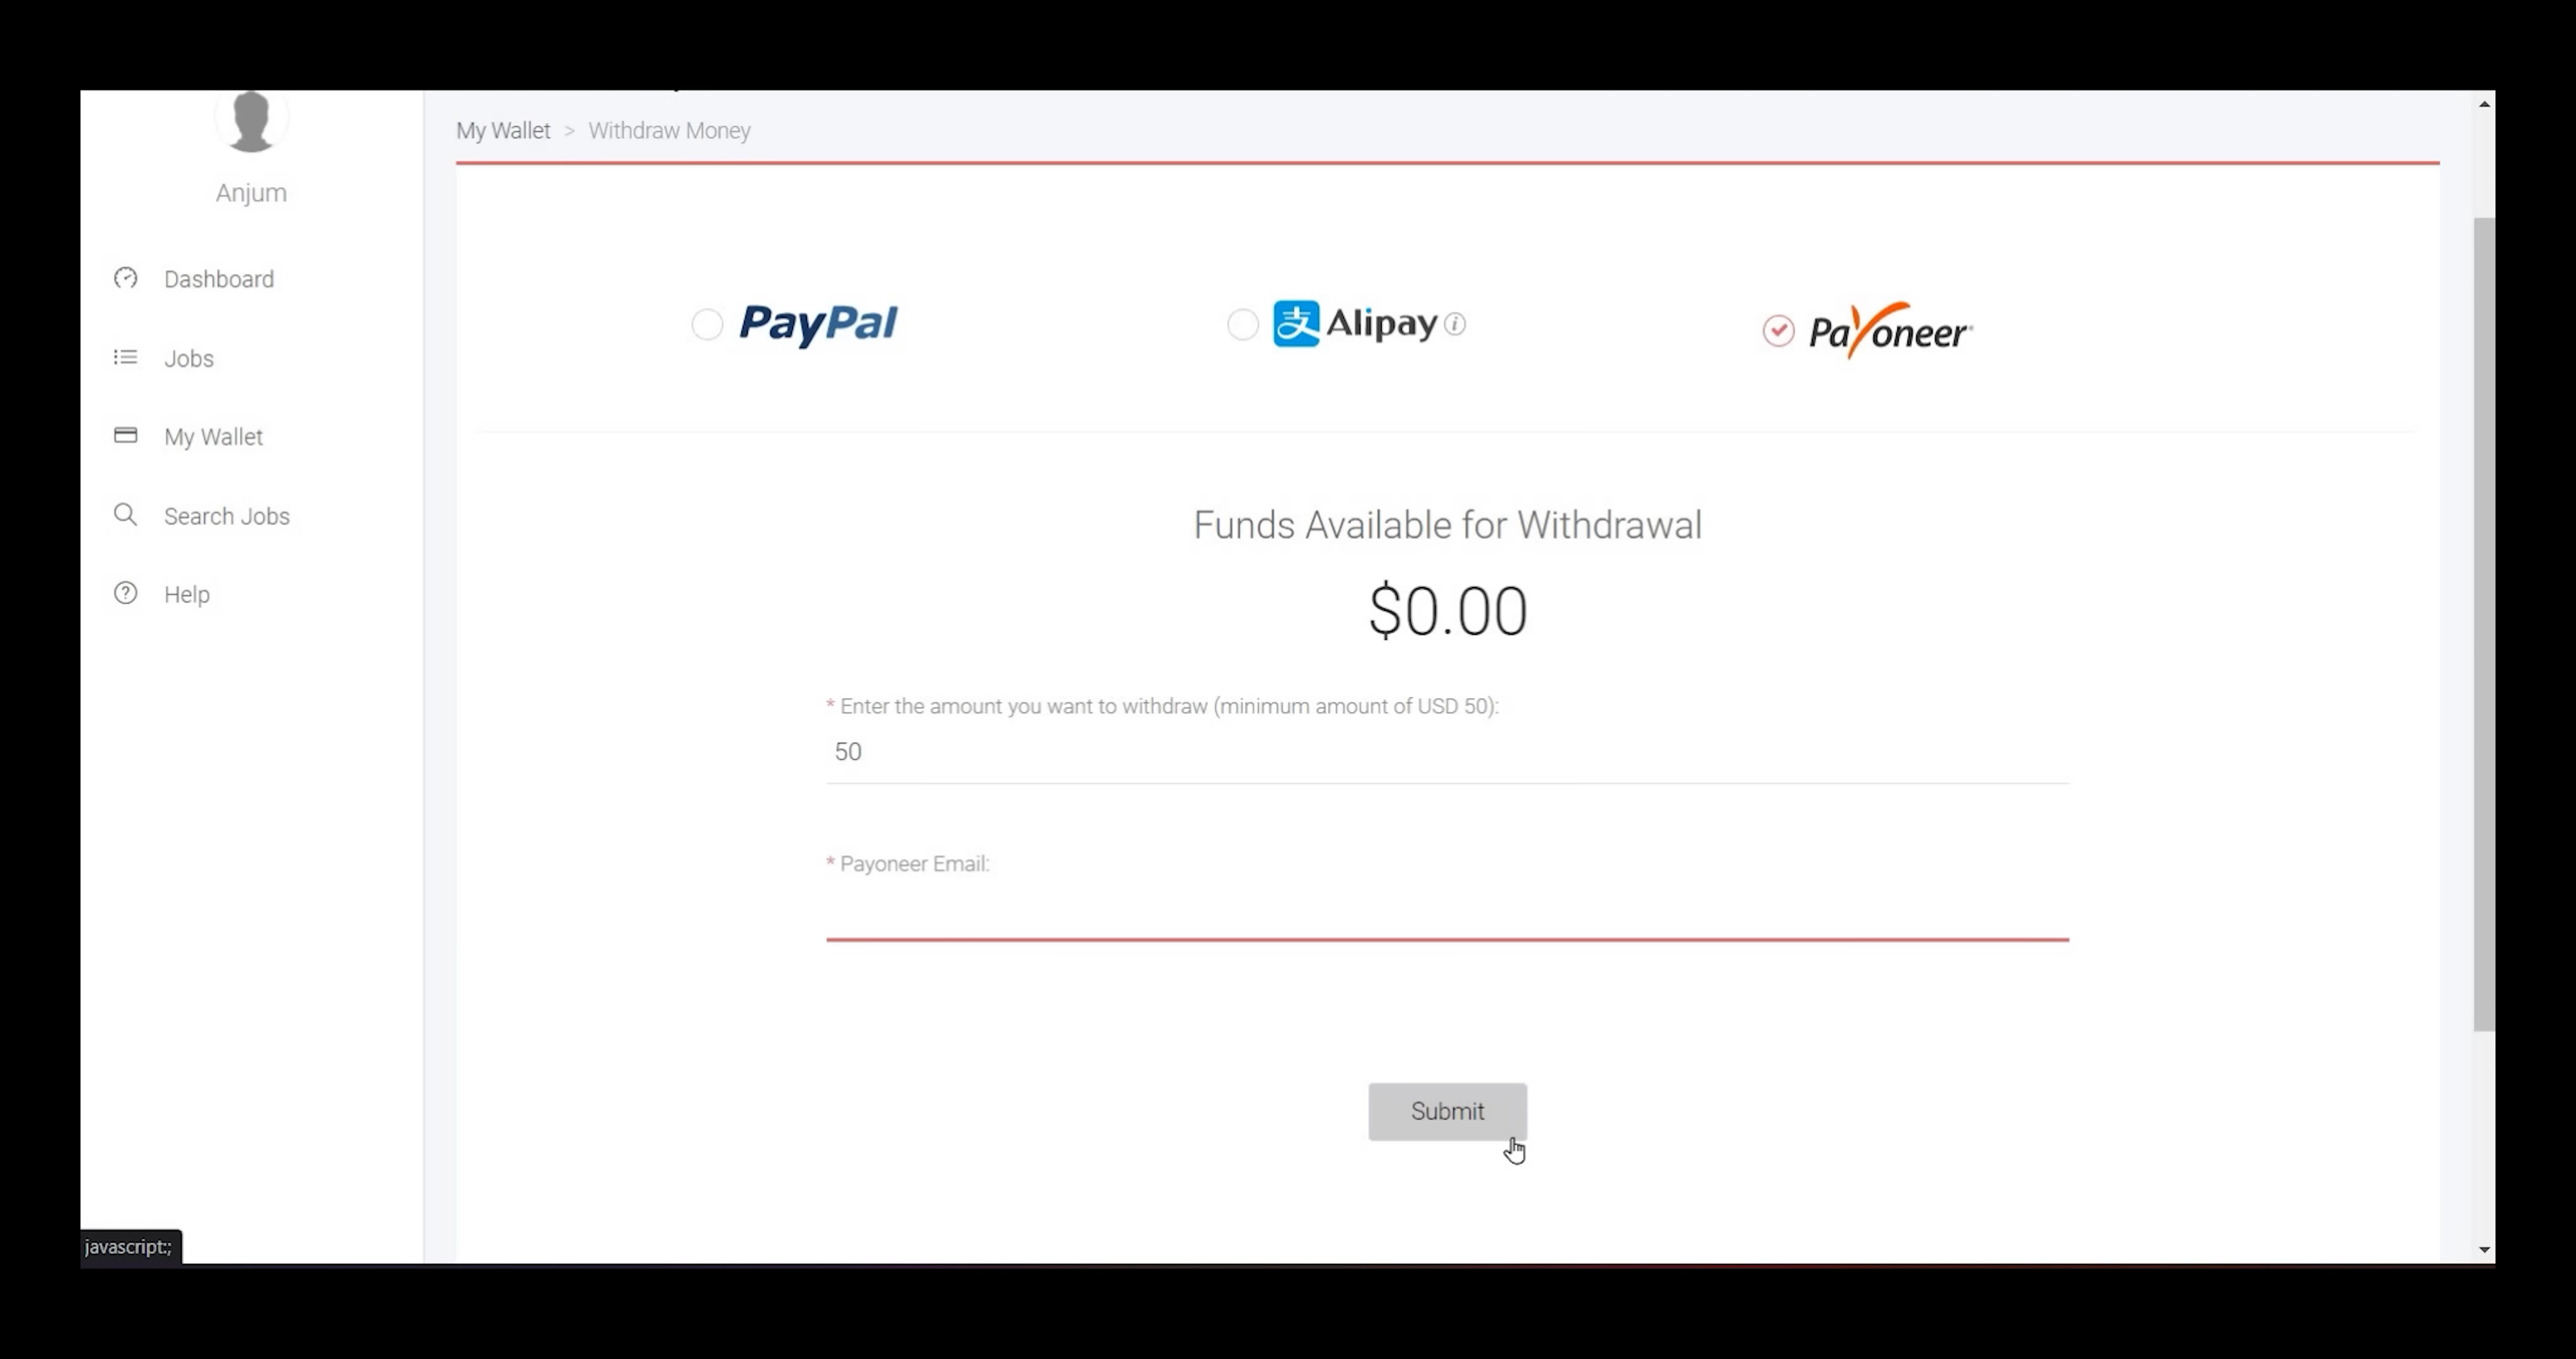 My Wallet > Withdraw Money
Anjum
Dashboard
Jobs
My Wallet
Search Jobs
Help
PayPal
支 Alipay i
Payoneer
Funds Available for Withdrawal
$0.00
* Enter the amount you want to withdraw (minimum amount of USD 50):
50
* Payoneer Email:
Submit
javascript:;